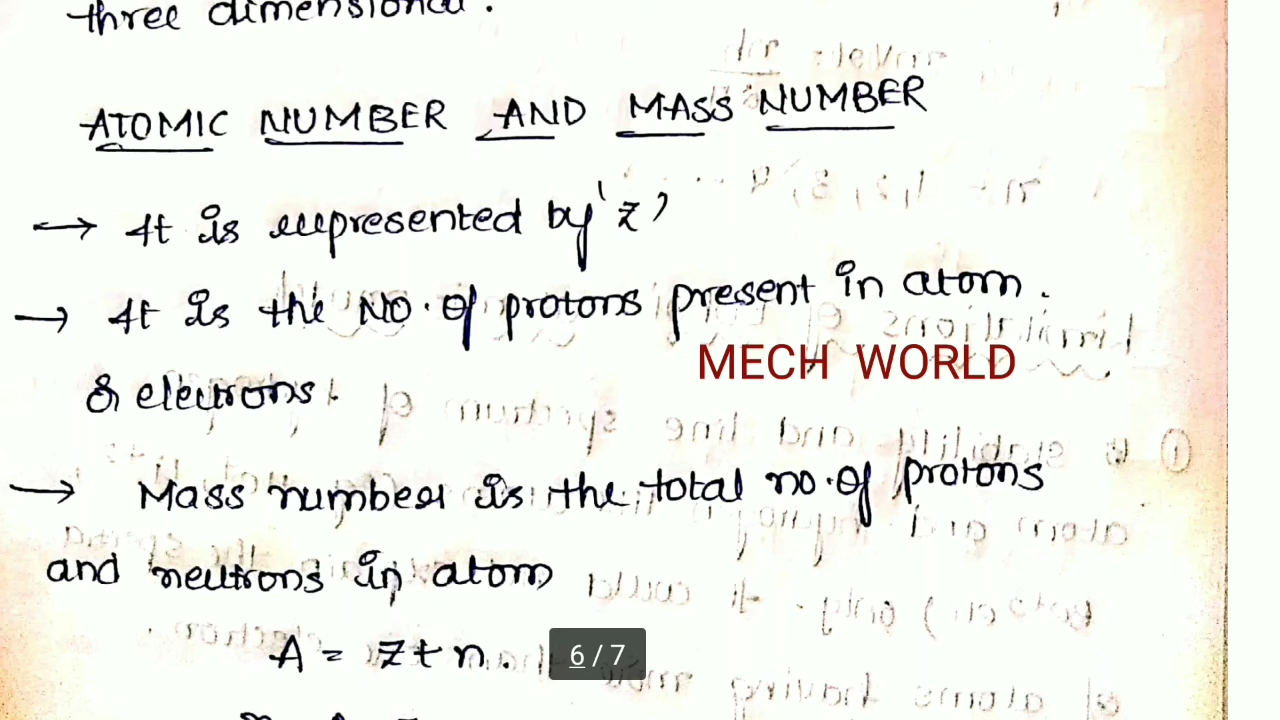 three dimensional.
ATOMIC NUMBER AND MASS NUMBER
→ It is represented by 'z'
→ It is the NO. of protons present in atom.
MECH WORLD
& electrons.
→ Mass number is the total no. of protons
and neutrons in atom
A = z + n.
6 / 7